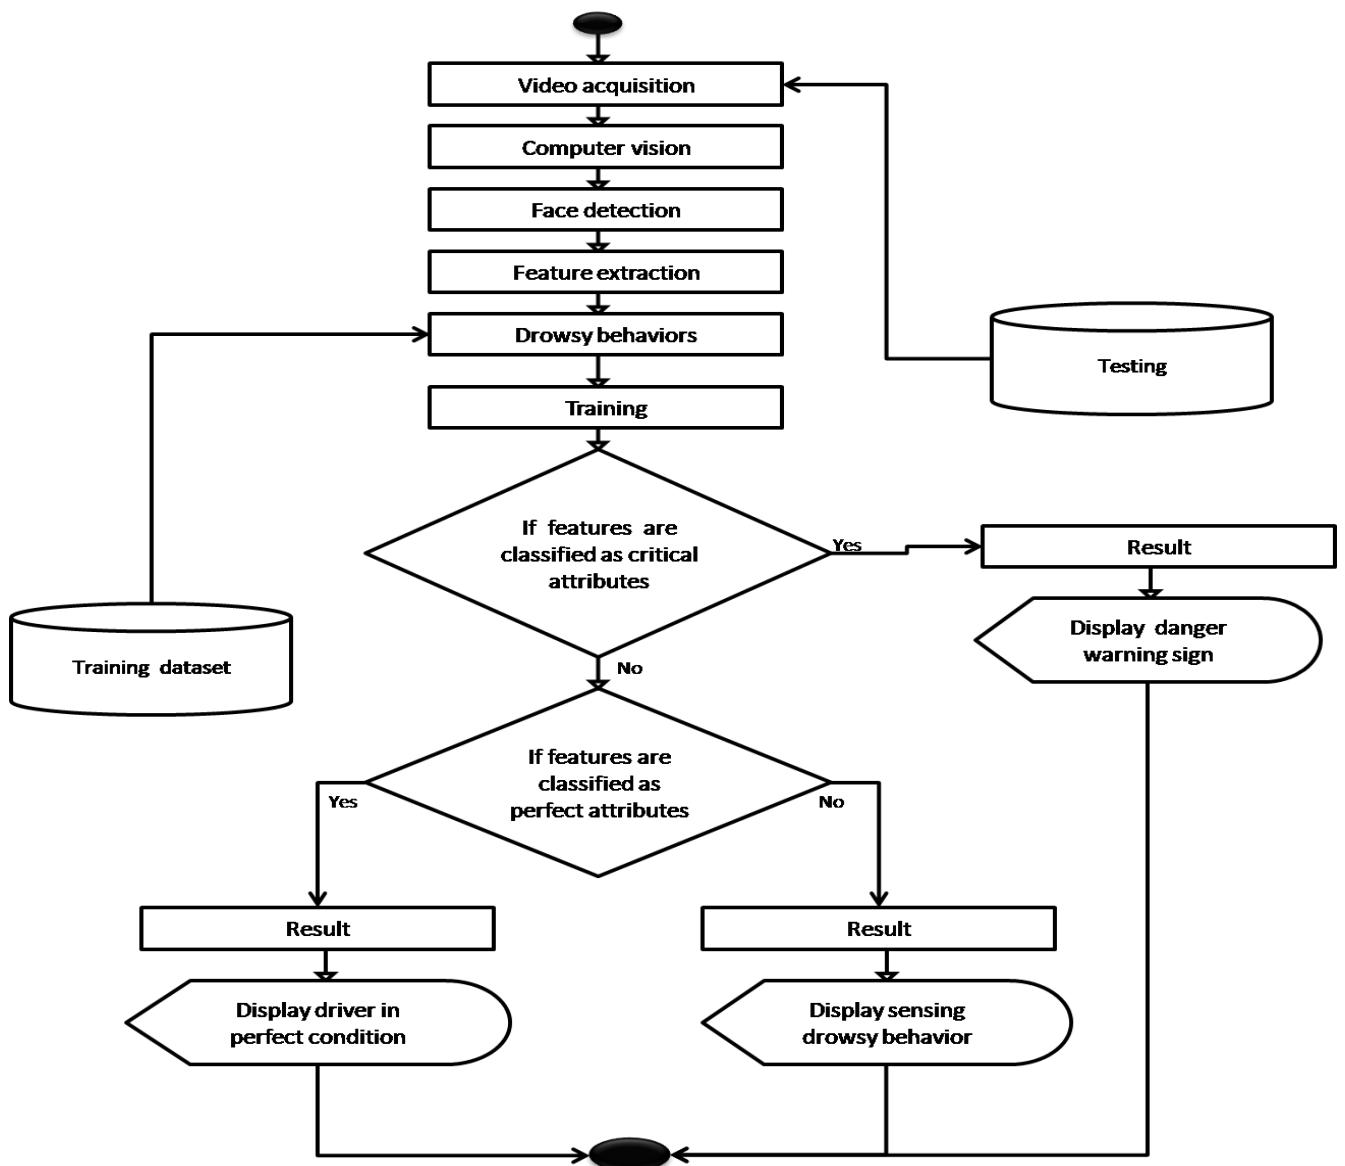 Video acquisition
Computer vision
Face detection
Feature extraction
Drowsy behaviors
Testing
Training
If features are
classified as critical
attributes
Yes
Result
Display danger
warning sign
Training dataset
No
If features are
classified as
perfect attributes
Yes
No
Result
Result
Display driver in
perfect condition
Display sensing
drowsy behavior